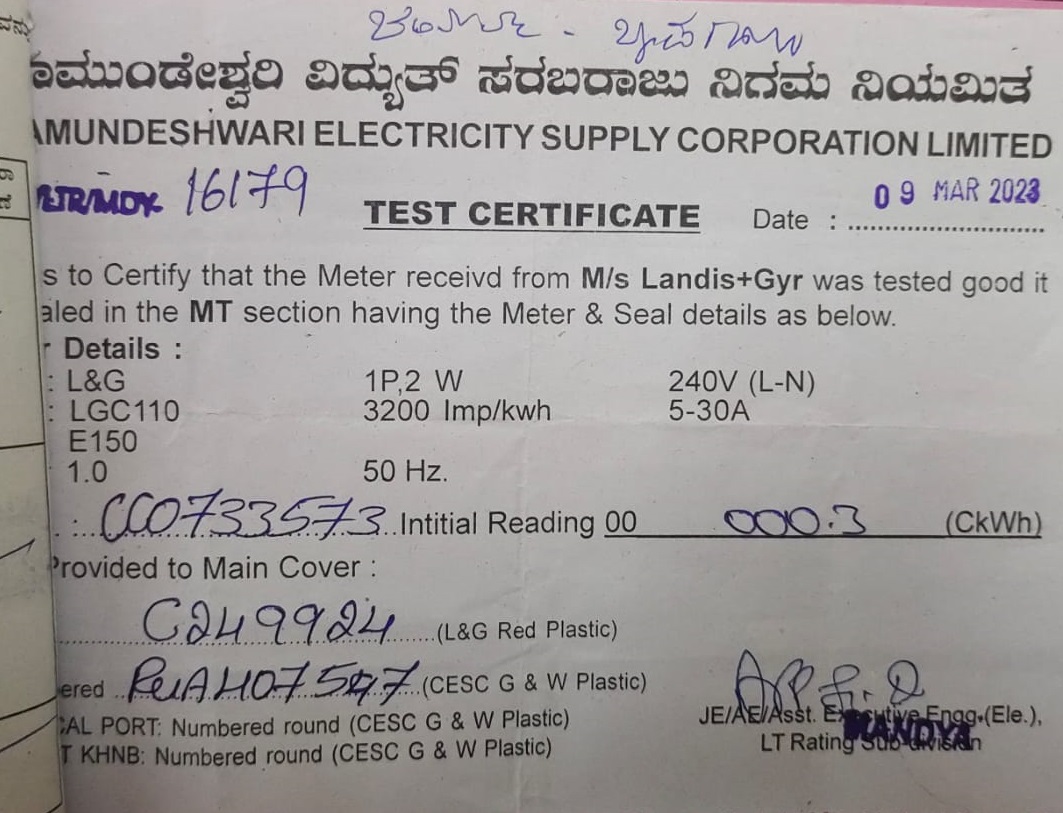 ಾಮುಂಡೇಶ್ವರಿ ವಿದ್ಯುತ್ ಸರಬರಾಜು ನಿಗಮ ನಿಯಮಿತ
AMUNDESHWARI ELECTRICITY SUPPLY CORPORATION LIMITED
16179
TEST CERTIFICATE Date : 09 MAR 2023
s to Certify that the Meter receivd from M/s Landis+Gyr was tested good it
aled in the MT section having the Meter & Seal details as below.
r Details :
: L&G 1P,2 W 240V (L-N)
: LGC110 3200 Imp/kwh 5-30A
E150
1.0 50 Hz.
: CC0733573 Intitial Reading 00 000.3 (CkWh)
Provided to Main Cover :
C249924 (L&G Red Plastic)
ered (CESC G & W Plastic)
CAL PORT: Numbered round (CESC G & W Plastic)
T KHNB: Numbered round (CESC G & W Plastic)
JE/AE/Asst. Executive Engg.(Ele.),
MANDYA
LT Rating Sub-division